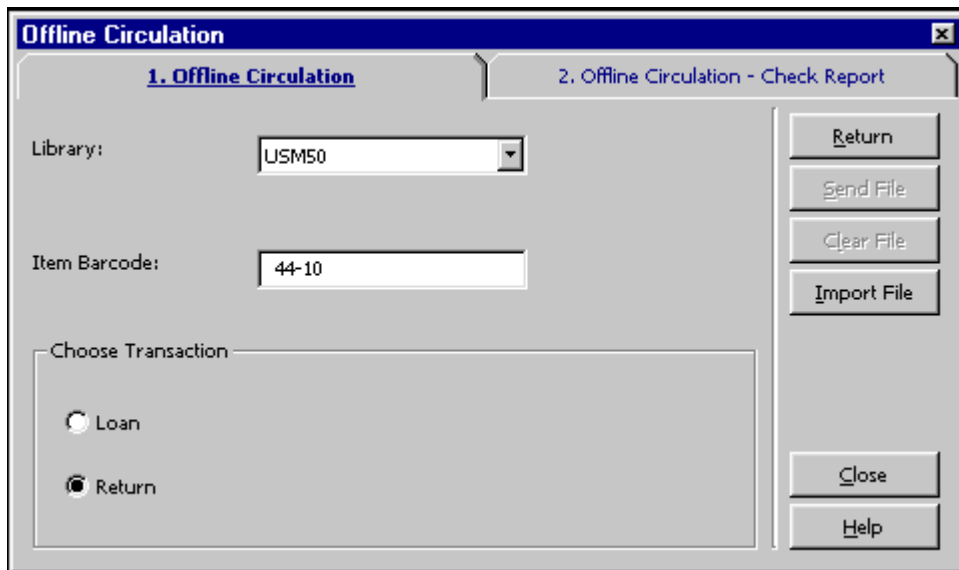 Offline Circulation
1. Offline Circulation
2. Offline Circulation - Check Report
Library:
USM50
Item Barcode:
44-10
Choose Transaction
Loan
Return
Return
Send File
Clear File
Import File
Close
Help